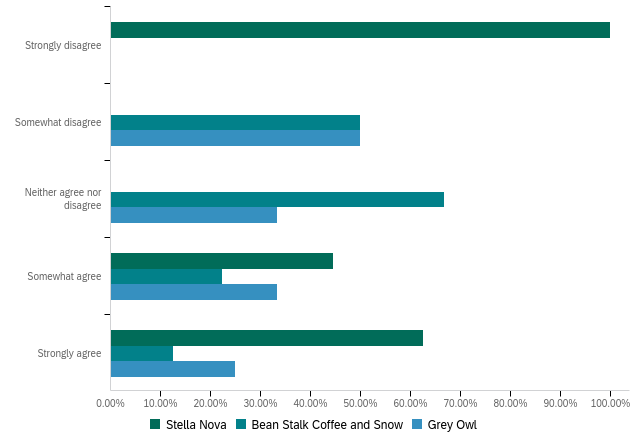 Strongly disagree
Somewhat disagree
Neither agree nor
disagree
Somewhat agree
Strongly agree
0.00% 10.00% 20.00% 30.00% 40.00% 50.00% 60.00% 70.00% 80.00% 90.00% 100.00%
Stella Nova Bean Stalk Coffee and Snow Grey Owl